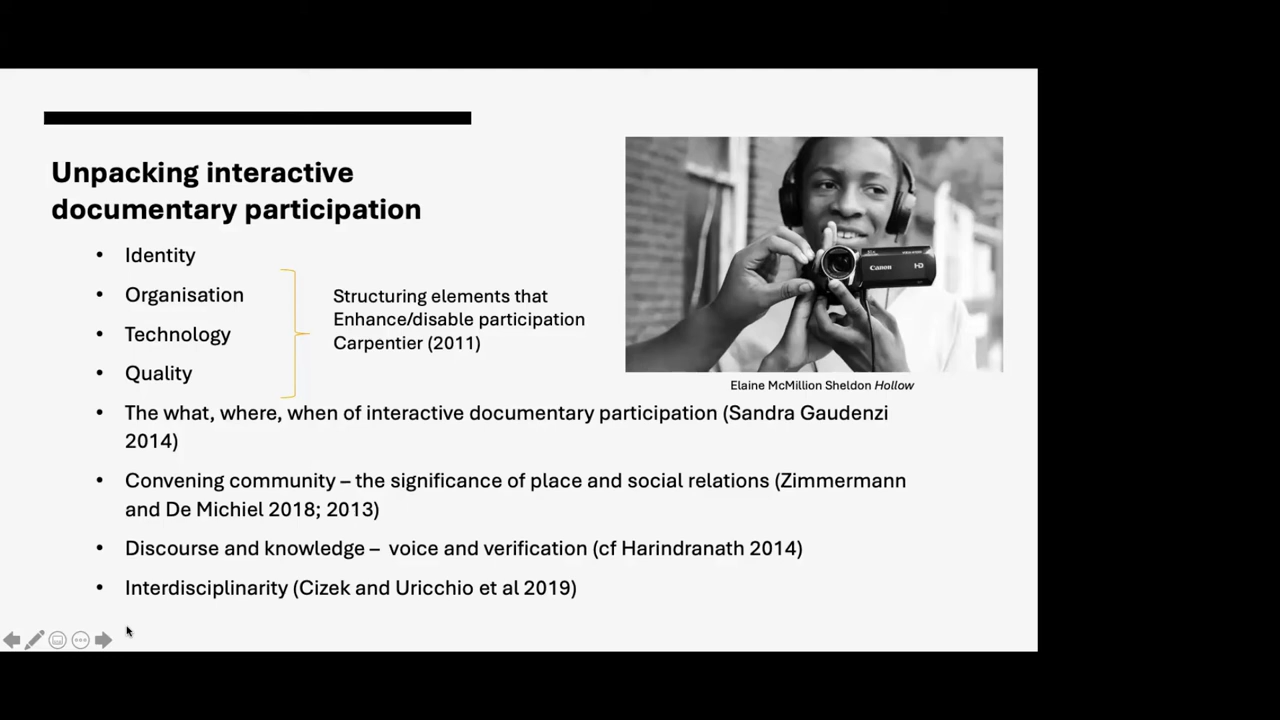 Unpacking interactive
documentary participation
• Identity
• Organisation
• Technology
• Quality
Structuring elements that
Enhance/disable participation
Carpentier (2011)
Canon
HD
Elaine McMillion Sheldon Hollow
• The what, where, when of interactive documentary participation (Sandra Gaudenzi
2014)
• Convening community – the significance of place and social relations (Zimmermann
and De Michiel 2018; 2013)
• Discourse and knowledge – voice and verification (cf Harindranath 2014)
• Interdisciplinarity (Cizek and Uricchio et al 2019)